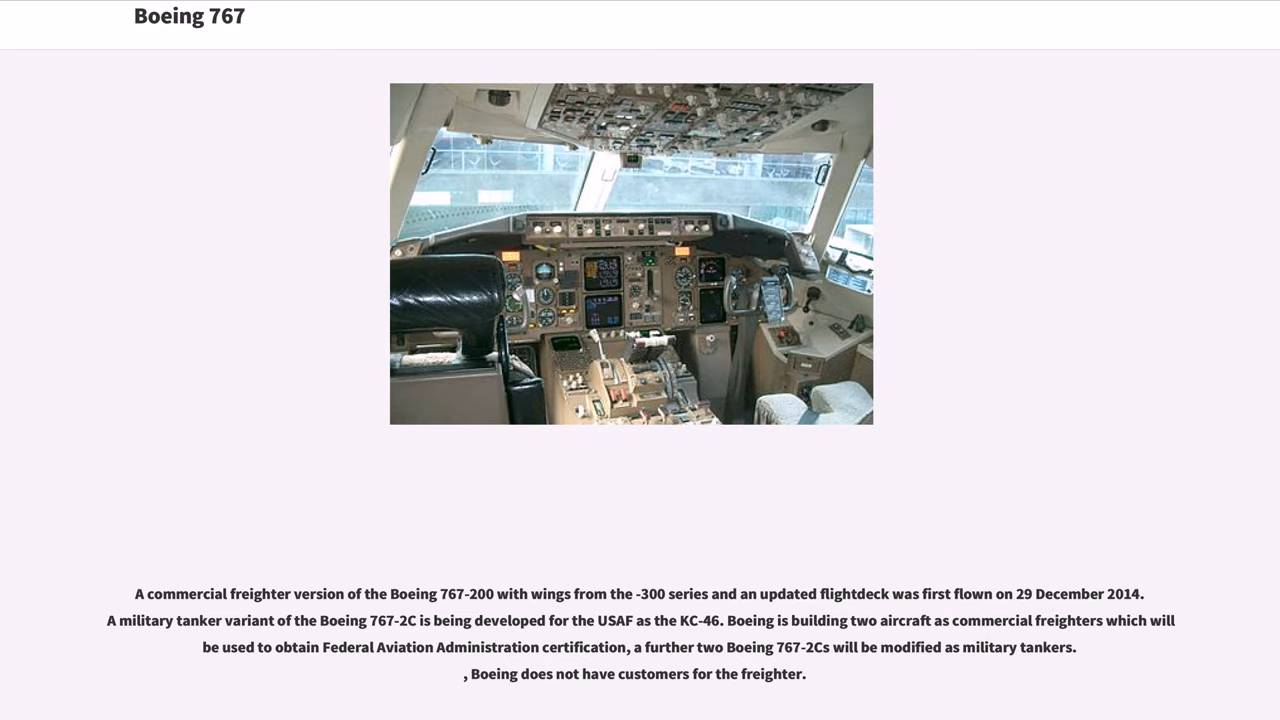 Boeing 767
A commercial freighter version of the Boeing 767-200 with wings from the -300 series and an updated flightdeck was first flown on 29 December 2014.
A military tanker variant of the Boeing 767-2C is being developed for the USAF as the KC-46. Boeing is building two aircraft as commercial freighters which will
be used to obtain Federal Aviation Administration certification, a further two Boeing 767-2Cs will be modified as military tankers.
, Boeing does not have customers for the freighter.